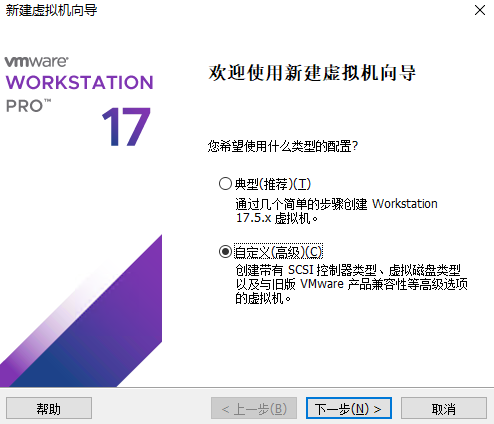 新建虚拟机向导
vmware®
WORKSTATION
PRO™
17
欢迎使用新建虚拟机向导
您希望使用什么类型的配置?
典型(推荐)(T)
通过几个简单的步骤创建 Workstation
17.5.x 虚拟机。
自定义(高级)(C)
创建带有 SCSI 控制器类型、虚拟磁盘类型
以及与旧版 VMware 产品兼容性等高级选项
的虚拟机。
帮助
< 上一步(B)
下一步(N) >
取消